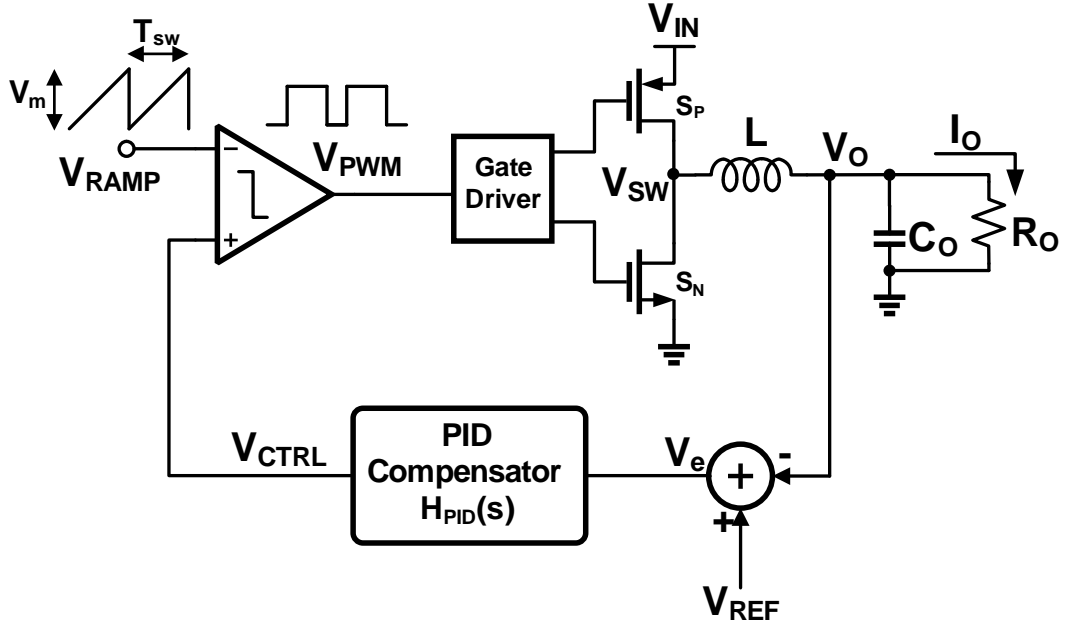 Tsw
Vm
VRAMP
−
+
VPWM
Gate
Driver
VIN
SP
SN
VSW
L
VO
IO
CO
RO
VCTRL
PID
Compensator
HPID(s)
Ve
+
-
+
VREF